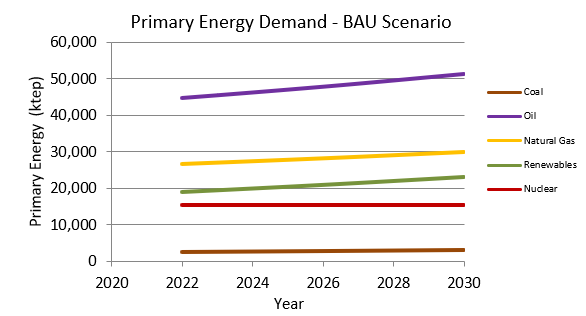 Primary Energy Demand - BAU Scenario
60,000
50,000
40,000
30,000
20,000
10,000
0
Primary Energy (ktep)
2020 2022 2024 2026 2028 2030
Year
Coal
Oil
Natural Gas
Renewables
Nuclear